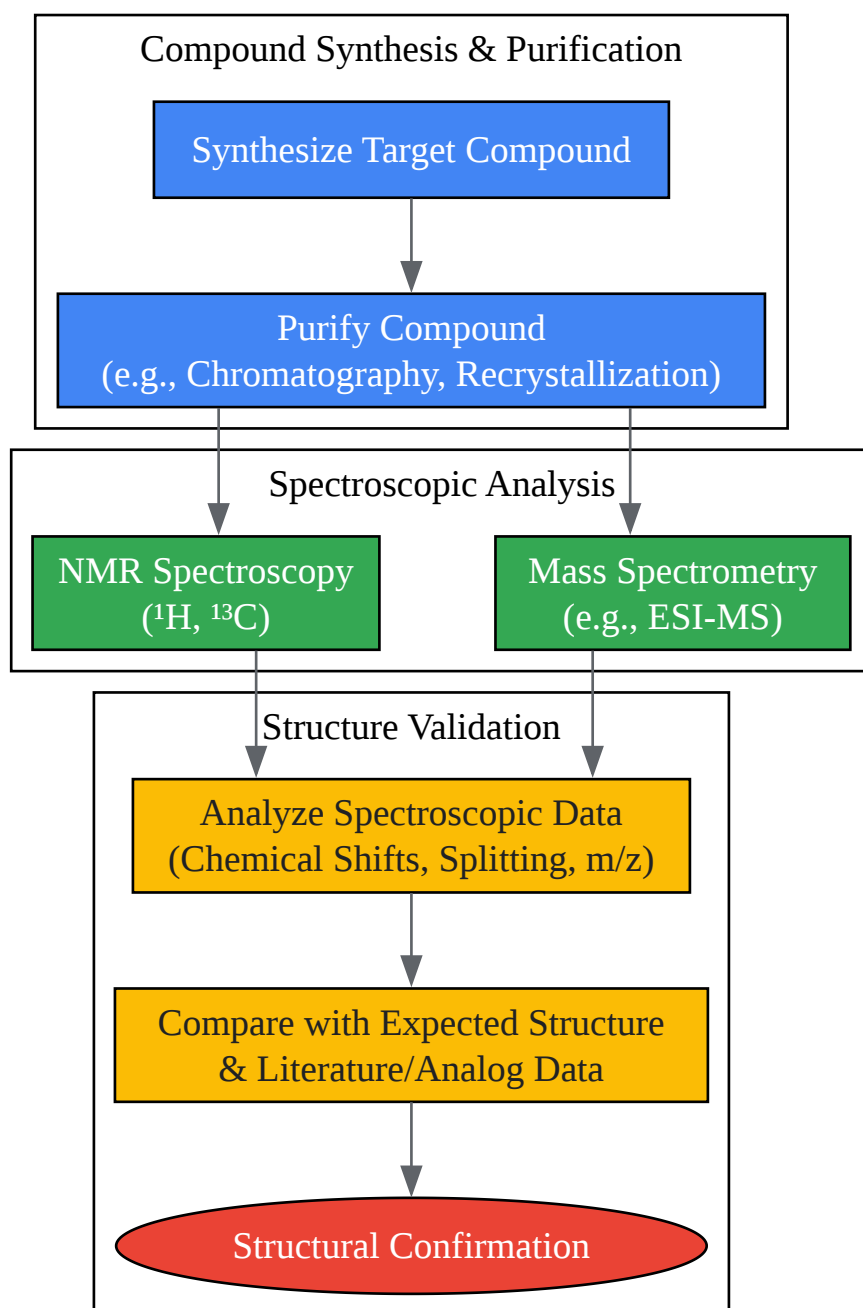 Compound Synthesis & Purification
Synthesize Target Compound
Purify Compound
(e.g., Chromatography, Recrystallization)
Spectroscopic Analysis
NMR Spectroscopy
(¹H, ¹³C)
Mass Spectrometry
(e.g., ESI-MS)
Structure Validation
Analyze Spectroscopic Data
(Chemical Shifts, Splitting, m/z)
Compare with Expected Structure
& Literature/Analog Data
Structural Confirmation